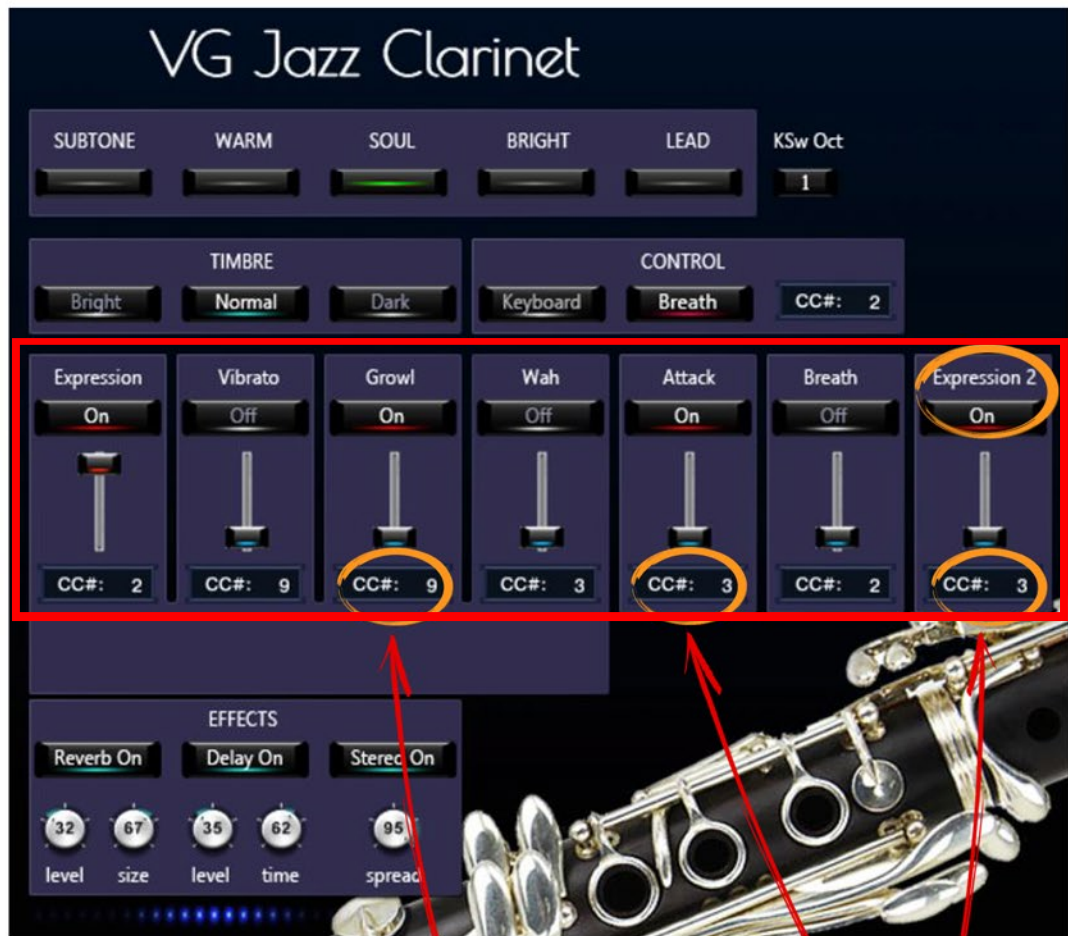 VG Jazz Clarinet
SUBTONE WARM SOUL BRIGHT LEAD KSw Oct
1
TIMBRE CONTROL
Bright Normal Dark Keyboard Breath CC#: 2
Expression Vibrato Growl Wah Attack Breath Expression 2
On Off On Off On Off On
CC#: 2 CC#: 9 CC#: 9 CC#: 3 CC#: 3 CC#: 2 CC#: 3
EFFECTS
Reverb On Delay On Stereo On
32 67 35 62 95
level size level time spread